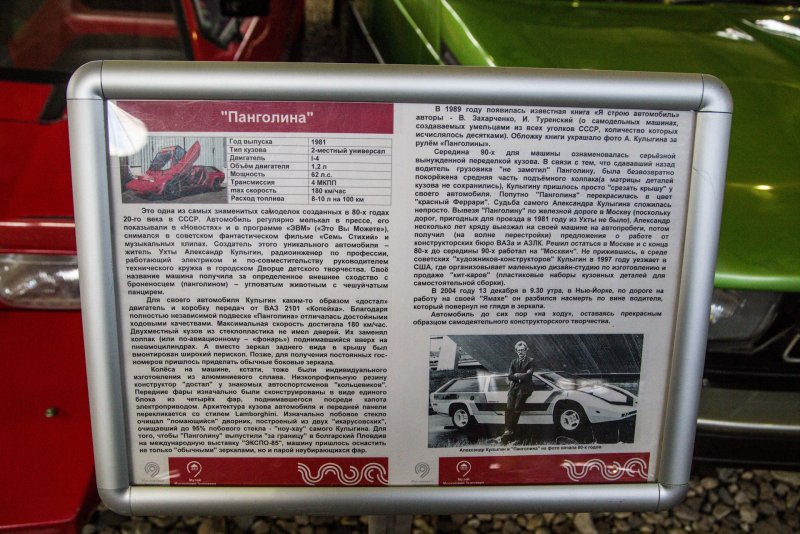 "Панголина"
Год выпуска 1981
Тип кузова 2-местный универсал
Двигатель I-4
Объём двигателя 1,2 л
Мощность 62 л.с.
Трансмиссия 4 МКПП
max скорость 180 км/час
Расход топлива 8-10 л на 100 км
Это одна из самых знаменитых самоделок созданных в 80-х годах
20-го века в СССР. Автомобиль регулярно мелькал в прессе, его
показывали в «Новостях» и в программе «ЭВМ» («Это Вы Можете»),
снимался в советском фантастическом фильме «Семь Стихий» и
музыкальных клипах. Создатель этого уникального автомобиля –
житель Ухты Александр Кулыгин, радиоинженер по профессии,
работающий электриком и по-совместительству руководителем
технического кружка в городском Дворце детского творчества. Своё
название машина получила за определенное внешнее сходство с
броненосцем (панголином) – угловатым животным с чешуйчатым
панцирем.
Для своего автомобиля Кулыгин каким-то образом «достал»
двигатель и коробку передач от ВАЗ 2101 «Копейка». Благодаря
полностью независимой подвеске «Панголина» отличалась достойными
ходовыми качествами. Максимальная скорость достигала 180 км/час.
Двухместный кузов из стеклопластика не имел дверей. Их заменял
колпак (или по-авиационному – «фонарь») поднимавшийся вверх на
пневмоцилиндрах. А вместо зеркал заднего вида в крышу был
вмонтирован широкий перископ. Позже, для получения постоянных гос-
номеров пришлось приделать обычные боковые зеркала.
Колёса на машине, кстати, тоже были индивидуального
изготовления из алюминиевого сплава. Низкопрофильную резину
конструктор "достал" у знакомых автоспортсменов "кольцевиков".
Передние фары изначально были сконструированы в виде единого
блока из четырёх фар, поднимавшегося посреди капота
электроприводом. Архитектура кузова автомобиля и передней панели
перекликается со стилем Lamborghini. Изначально лобовое стекло
очищал "ломающийся" дворник, построенный из двух "икарусовских",
очищавший до 96% лобового стекла - "ноу-хау" самого Кулыгина. Для
того, чтобы "Панголину" выпустили "за границу" в болгарский Пловдив
на международную выставку "ЭКСПО-85", машину пришлось оснастить
не только "обычными" зеркалами, но и парой неубирающихся фар.
В 1989 году появилась известная книга «Я строю автомобиль»
авторы - В. Захарченко, И. Туренский (о самодельных машинах,
создаваемых умельцами из всех уголков СССР, количество которых
исчислялось десятками). Обложку книги украшало фото А. Кулыгина за
рулём «Панголины».
Середина 90-х для машины ознаменовалась серьёзной
вынужденной переделкой кузова. В связи с тем, что сдававший назад
водитель грузовика "не заметил" Панголину, была безвозвратно
покорёжена средняя часть подъёмного колпака(а матрицы деталей
кузова не сохранились), Кулыгину пришлось просто "срезать крышу" у
своего автомобиля. Попутно "Панголина" перекрасилась в цвет
"красный Феррари". Судьба самого Александра Кулыгина сложилась
непросто. Вывезя "Панголину" по железной дороге в Москву (поскольку
дорог, пригодных для проезда в 1981 году из Ухты не было), Александр
несколько лет кряду выезжал на своей машине на автопробеги, потом
получил (на волне перестройки) предложения о работе от
конструкторских бюро ВАЗа и АЗЛК. Решил остаться в Москве и с конца
80-х до середины 90-х работал на "Москвич". Не прижившись, в среде
советских "художников-конструкторов" Кулыгин в 1997 году уезжает в
США, где организовывает маленькую дизайн-студию по изготовлению и
продаже "кит-каров" (пластиковые наборы кузовных деталей для
самостоятельной сборки).
В 2004 году 13 декабря в 9.30 утра, в Нью-Йорке, по дороге на
работу на своей "Ямахе" он разбился насмерть по вине водителя,
который повернул не глядя в зеркала.
Автомобиль до сих пор «на ходу», оставаясь прекрасным
образцом самодеятельного конструкторского творчества.
Александр Кулыгин и "Панголина" на фото начала 80-х годов
Музей
Московский Транспорт
Музей
Московский Транспорт